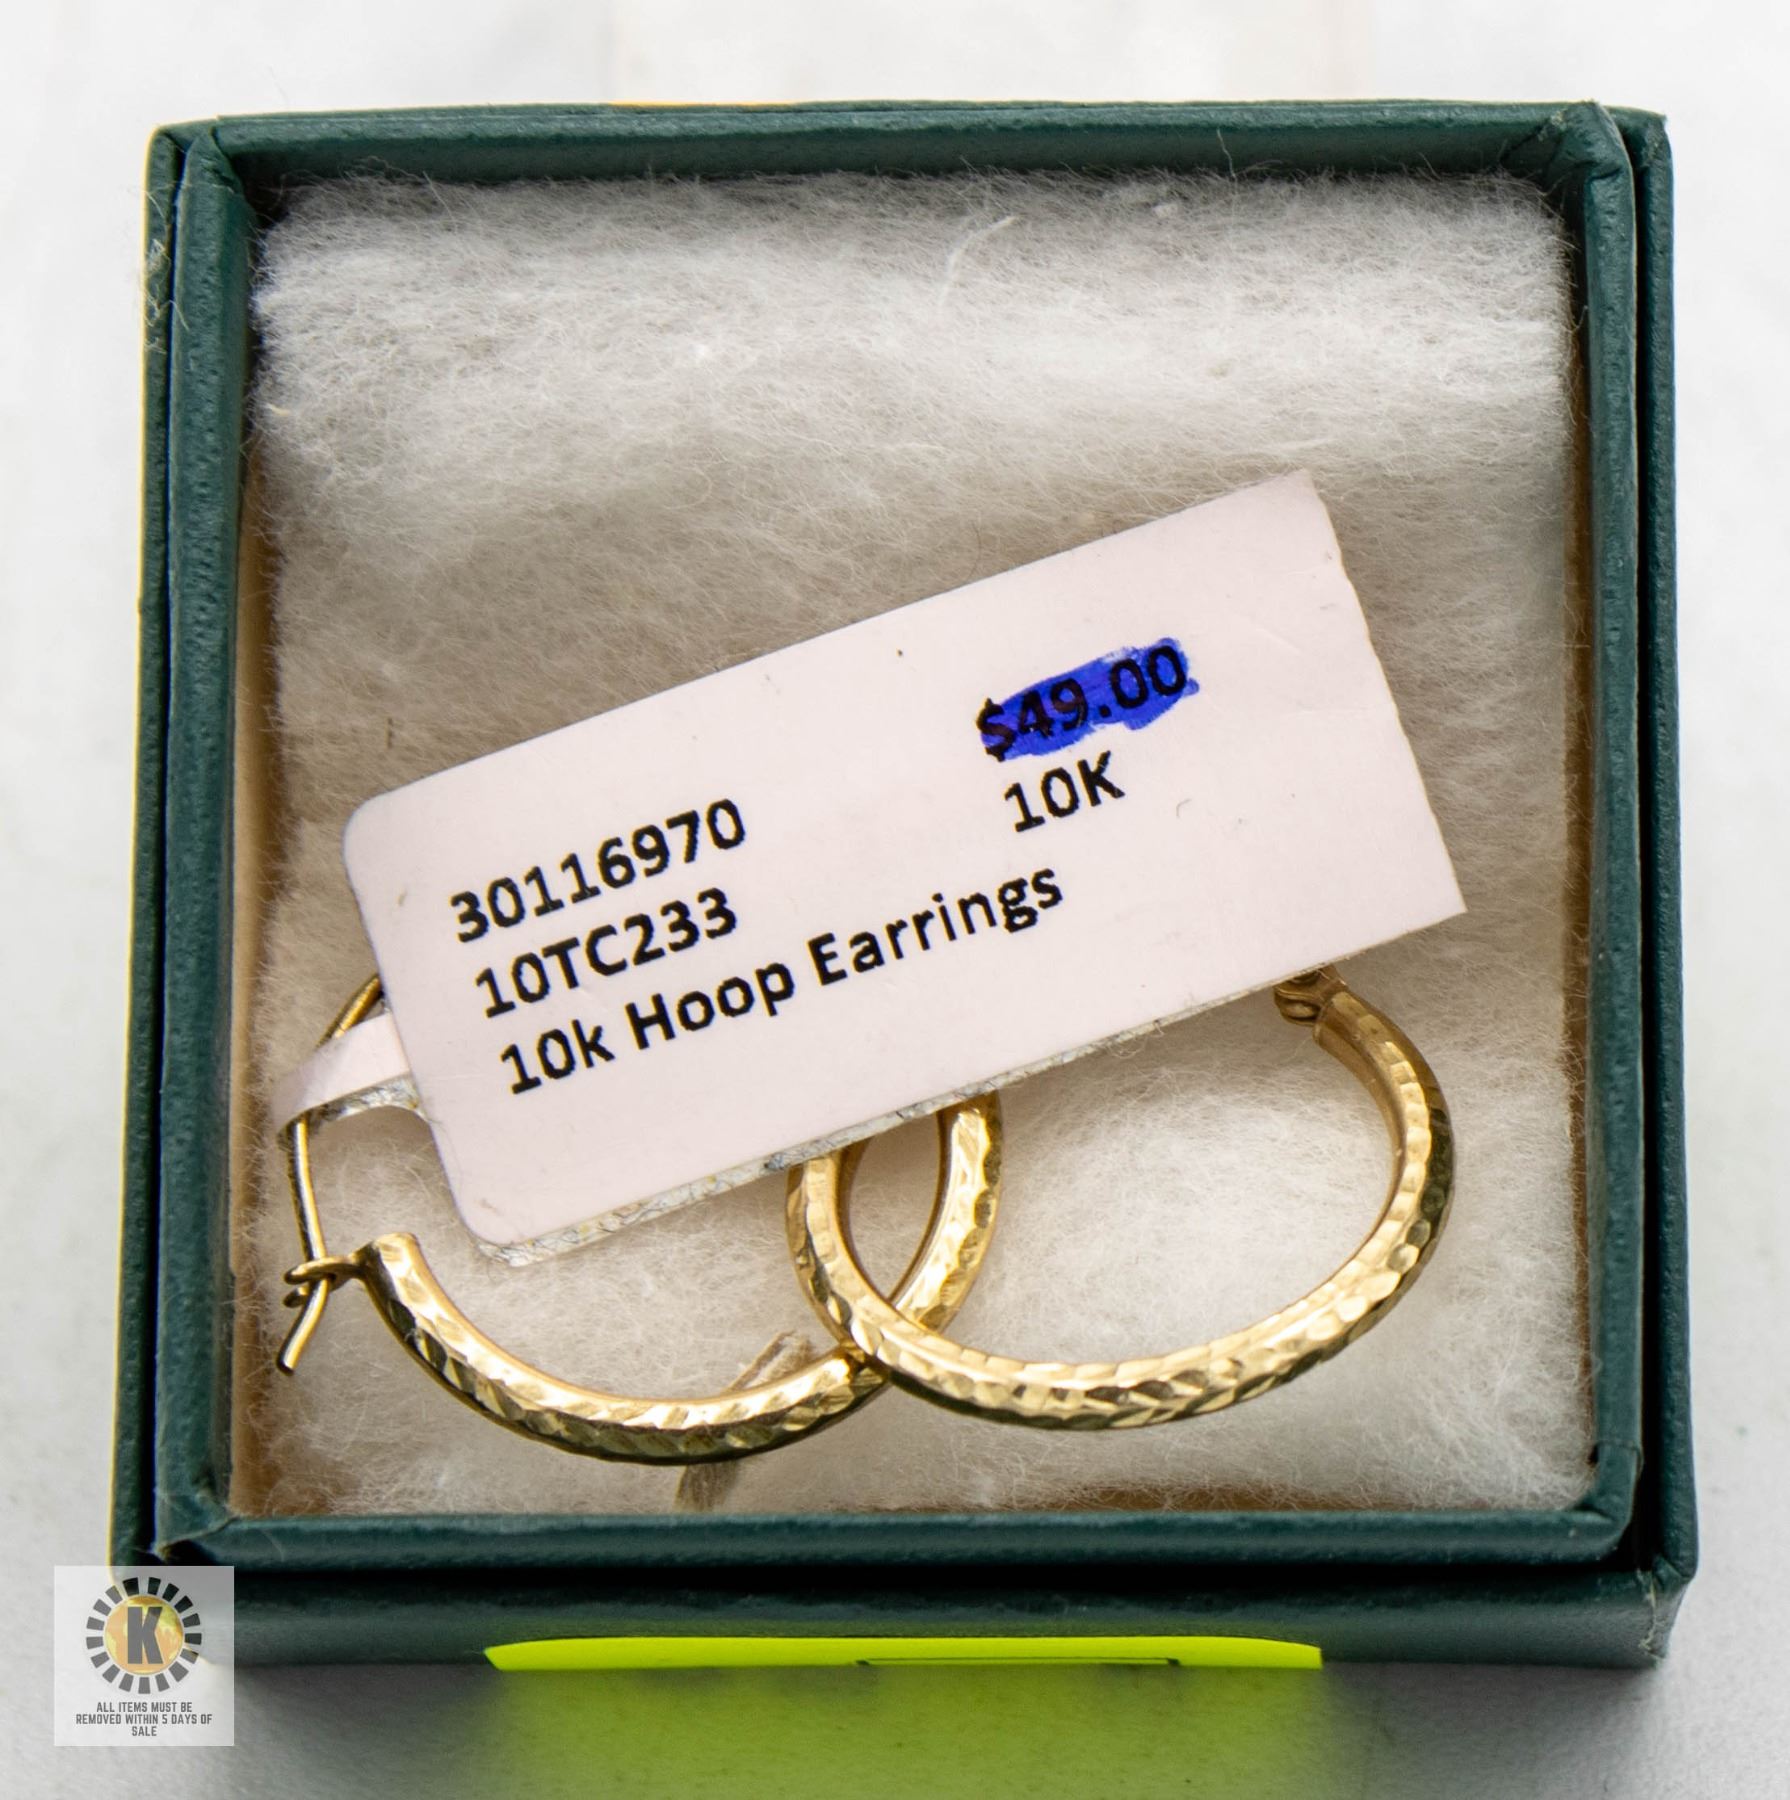 $49.00
10K
30116970
10TC233
10k Hoop Earrings
K
ALL ITEMS MUST BE
REMOVED WITHIN 5 DAYS OF
SALE